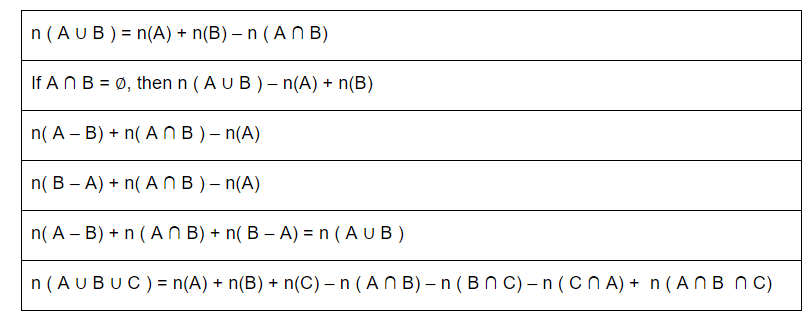 n ( A ∪ B ) = n(A) + n(B) – n ( A ∩ B)
If A ∩ B = ∅, then n ( A ∪ B ) – n(A) + n(B)
n( A – B) + n( A ∩ B ) – n(A)
n( B – A) + n( A ∩ B ) – n(A)
n( A – B) + n ( A ∩ B) + n( B – A) = n ( A ∪ B )
n ( A ∪ B ∪ C ) = n(A) + n(B) + n(C) – n ( A ∩ B) – n ( B ∩ C) – n ( C ∩ A) + n ( A ∩ B ∩ C)